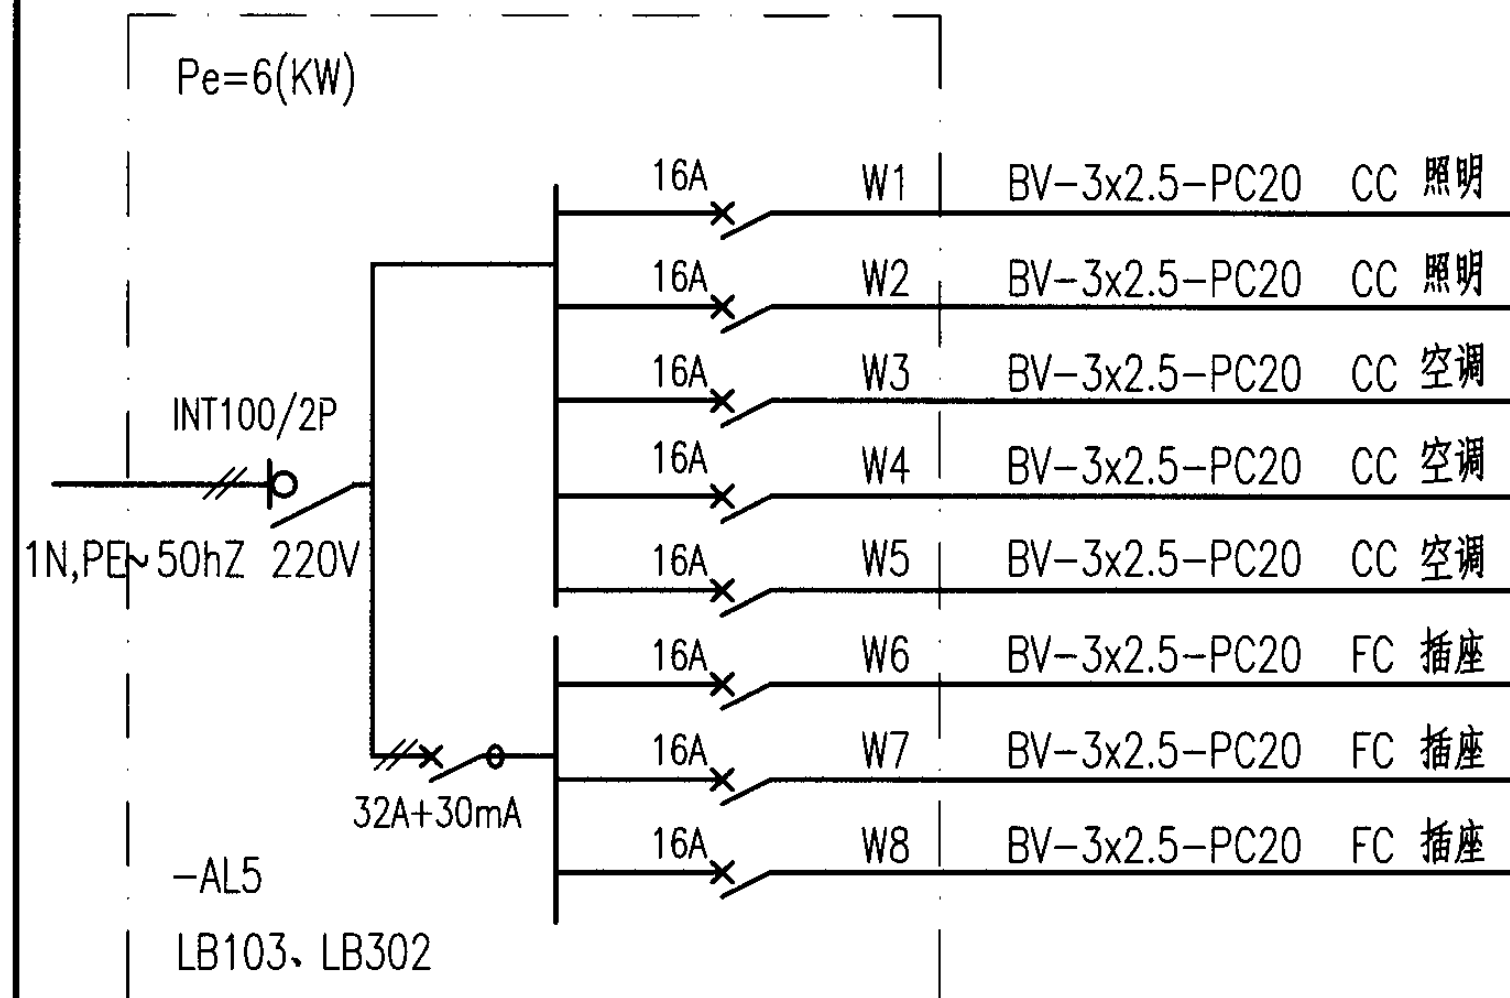 Pe=6(KW)
16A W1 BV-3x2.5-PC20 CC 照明
16A W2 BV-3x2.5-PC20 CC 照明
16A W3 BV-3x2.5-PC20 CC 空调
INT100/2P
16A W4 BV-3x2.5-PC20 CC 空调
1N,PE~50hZ 220V
16A W5 BV-3x2.5-PC20 CC 空调
16A W6 BV-3x2.5-PC20 FC 插座
16A W7 BV-3x2.5-PC20 FC 插座
32A+30mA
16A W8 BV-3x2.5-PC20 FC 插座
-AL5
LB103、LB302